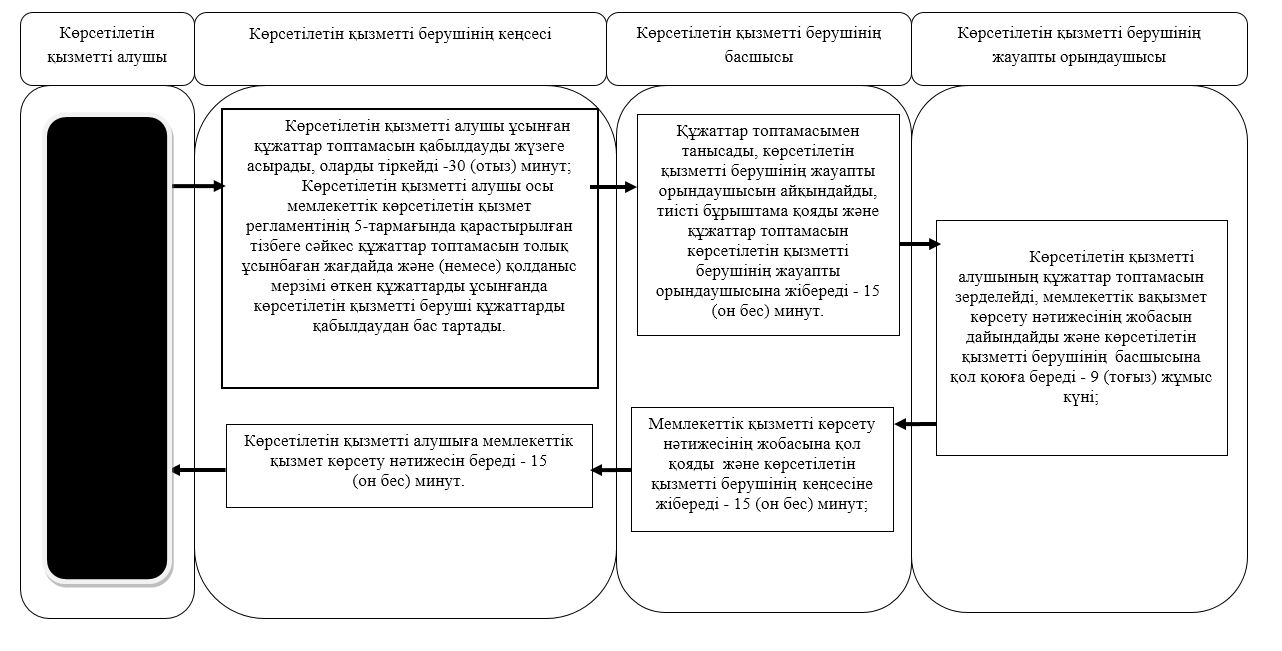 Көрсетілетін
қызметті алушы
Көрсетілетін қызметті берушінің кеңсесі
Көрсетілетін қызметті берушінің
басшысы
Көрсетілетін қызметті берушінің
жауапты орындаушысы
Көрсетілетін қызметті алушы ұсынған
құжаттар топтамасын қабылдауды жүзеге
асырады, оларды тіркейді -30 (отыз) минут;
Көрсетілетін қызметті алушы осы
мемлекеттік көрсетілетін қызмет
регламентінің 5-тармағында қарастырылған
тізбеге сәйкес құжаттар топтамасын толық
ұсынбаған жағдайда және (немесе) қолданыс
мерзімі өткен құжаттарды ұсынғанда
көрсетілетін қызметті беруші құжаттарды
қабылдаудан бас тартады.
Құжаттар топтамасымен
танысады, көрсетілетін
қызметті берушінің жауапты
орындаушысын айқындайды,
тиісті бұрыштама қояды және
құжаттар топтамасын
көрсетілетін қызметті
берушінің жауапты
орындаушысына жібереді - 15
(он бес) минут.
Көрсетілетін қызметті
алушының құжаттар топтамасын
зерделейді, мемлекеттік вақызмет
көрсету нәтижесінің жобасын
дайындайды және көрсетілетін
қызметті берушінің басшысына
қол қоюға береді - 9 (тоғыз) жұмыс
күні;
Мемлекеттік қызметті көрсету
нәтижесінің жобасына қол
қояды және көрсетілетін
қызметті берушінің кеңсесіне
жібереді - 15 (он бес) минут;
Көрсетілетін қызметті алушыға мемлекеттік
қызмет көрсету нәтижесін береді - 15
(он бес) минут.